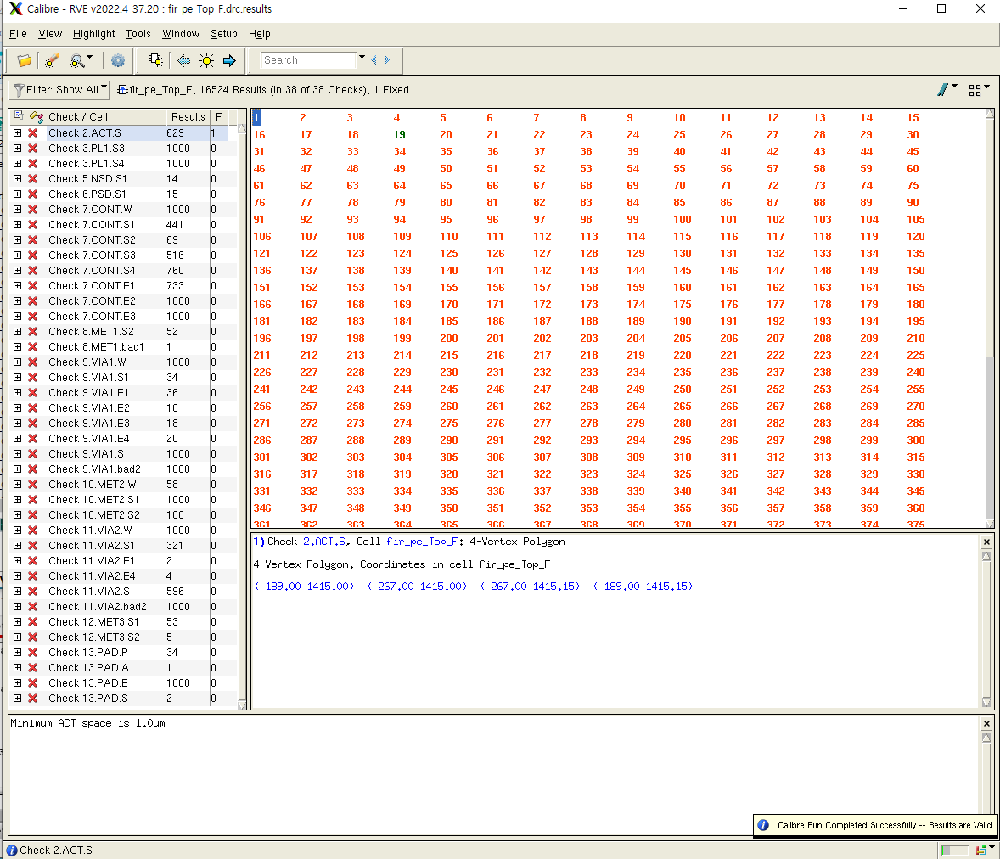 Calibre - RVE v2022.4_37.20 : fir_pe_Top_F.drc.results
File View Highlight Tools Window Setup Help
Search
Filter: Show All fir_pe_Top_F, 16524 Results (in 38 of 38 Checks), 1 Fixed
Check / Cell Results F
Check 2.ACT.S 629 1
Check 3.PL1.S3 1000 0
Check 3.PL1.S4 1000 0
Check 5.NSD.S1 14 0
Check 6.PSD.S1 15 0
Check 7.CONT.W 1000 0
Check 7.CONT.S1 441 0
Check 7.CONT.S2 69 0
Check 7.CONT.S3 516 0
Check 7.CONT.S4 760 0
Check 7.CONT.E1 733 0
Check 7.CONT.E2 1000 0
Check 7.CONT.E3 1000 0
Check 8.MET1.S2 52 0
Check 8.MET1.bad1 1 0
Check 9.VIA1.W 1000 0
Check 9.VIA1.S1 34 0
Check 9.VIA1.E1 36 0
Check 9.VIA1.E2 10 0
Check 9.VIA1.E3 18 0
Check 9.VIA1.E4 20 0
Check 9.VIA1.S 1000 0
Check 9.VIA1.bad2 1000 0
Check 10.MET2.W 58 0
Check 10.MET2.S1 1000 0
Check 10.MET2.S2 100 0
Check 11.VIA2.W 1000 0
Check 11.VIA2.S1 321 0
Check 11.VIA2.E1 2 0
Check 11.VIA2.E4 4 0
Check 11.VIA2.S 596 0
Check 11.VIA2.bad2 1000 0
Check 12.MET3.S1 53 0
Check 12.MET3.S2 5 0
Check 13.PAD.P 34 0
Check 13.PAD.A 1 0
Check 13.PAD.E 1000 0
Check 13.PAD.S 2 0
1 2 3 4 5 6 7 8 9 10 11 12 13 14 15
16 17 18 19 20 21 22 23 24 25 26 27 28 29 30
31 32 33 34 35 36 37 38 39 40 41 42 43 44 45
46 47 48 49 50 51 52 53 54 55 56 57 58 59 60
61 62 63 64 65 66 67 68 69 70 71 72 73 74 75
76 77 78 79 80 81 82 83 84 85 86 87 88 89 90
91 92 93 94 95 96 97 98 99 100 101 102 103 104 105
106 107 108 109 110 111 112 113 114 115 116 117 118 119 120
121 122 123 124 125 126 127 128 129 130 131 132 133 134 135
136 137 138 139 140 141 142 143 144 145 146 147 148 149 150
151 152 153 154 155 156 157 158 159 160 161 162 163 164 165
166 167 168 169 170 171 172 173 174 175 176 177 178 179 180
181 182 183 184 185 186 187 188 189 190 191 192 193 194 195
196 197 198 199 200 201 202 203 204 205 206 207 208 209 210
211 212 213 214 215 216 217 218 219 220 221 222 223 224 225
226 227 228 229 230 231 232 233 234 235 236 237 238 239 240
241 242 243 244 245 246 247 248 249 250 251 252 253 254 255
256 257 258 259 260 261 262 263 264 265 266 267 268 269 270
271 272 273 274 275 276 277 278 279 280 281 282 283 284 285
286 287 288 289 290 291 292 293 294 295 296 297 298 299 300
301 302 303 304 305 306 307 308 309 310 311 312 313 314 315
316 317 318 319 320 321 322 323 324 325 326 327 328 329 330
331 332 333 334 335 336 337 338 339 340 341 342 343 344 345
346 347 348 349 350 351 352 353 354 355 356 357 358 359 360
361 362 363 364 365 366 367 368 369 370 371 372 373 374 375
1) Check 2.ACT.S, Cell fir_pe_Top_F: 4-Vertex Polygon
4-Vertex Polygon. Coordinates in cell fir_pe_Top_F
( 189.00 1415.00) ( 267.00 1415.00) ( 267.00 1415.15) ( 189.00 1415.15)
Minimum ACT space is 1.0um
Calibre Run Completed Successfully -- Results are Valid
Check 2.ACT.S